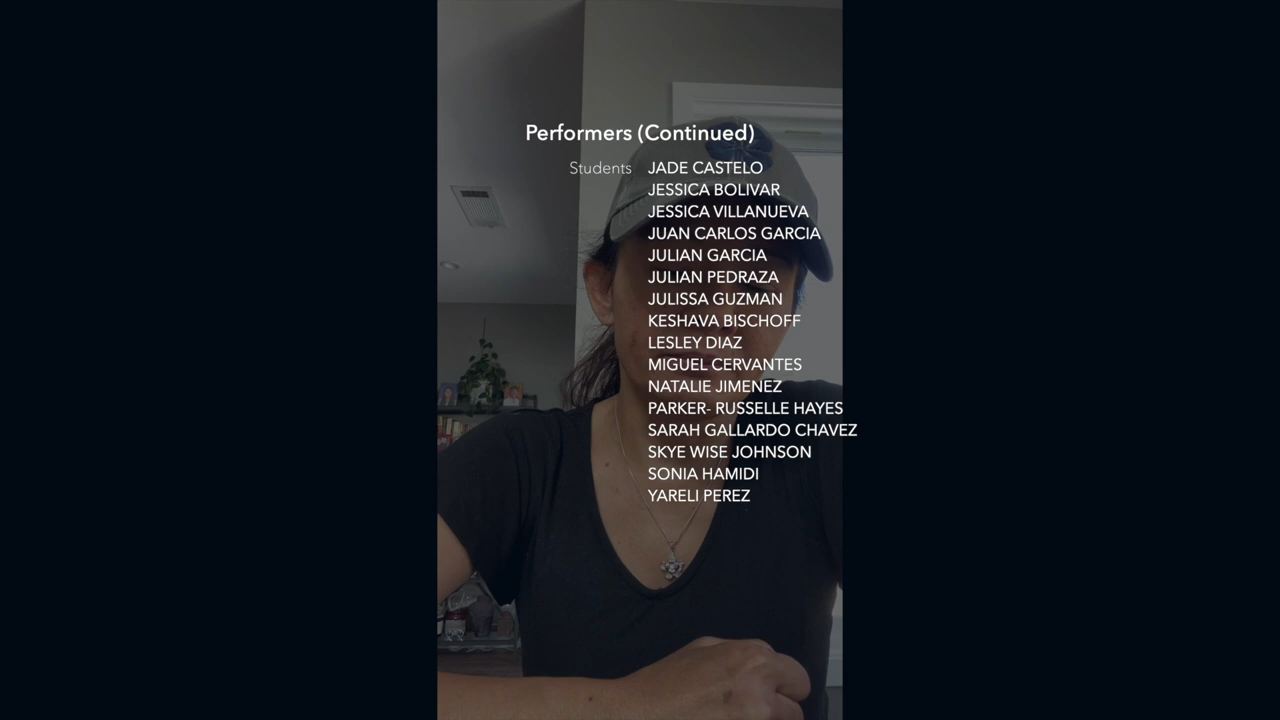 Performers (Continued)
Students JADE CASTELO
JESSICA BOLIVAR
JESSICA VILLANUEVA
JUAN CARLOS GARCIA
JULIAN GARCIA
JULIAN PEDRAZA
JULISSA GUZMAN
KESHAVA BISCHOFF
LESLEY DIAZ
MIGUEL CERVANTES
NATALIE JIMENEZ
PARKER- RUSSELLE HAYES
SARAH GALLARDO CHAVEZ
SKYE WISE JOHNSON
SONIA HAMIDI
YARELI PEREZ